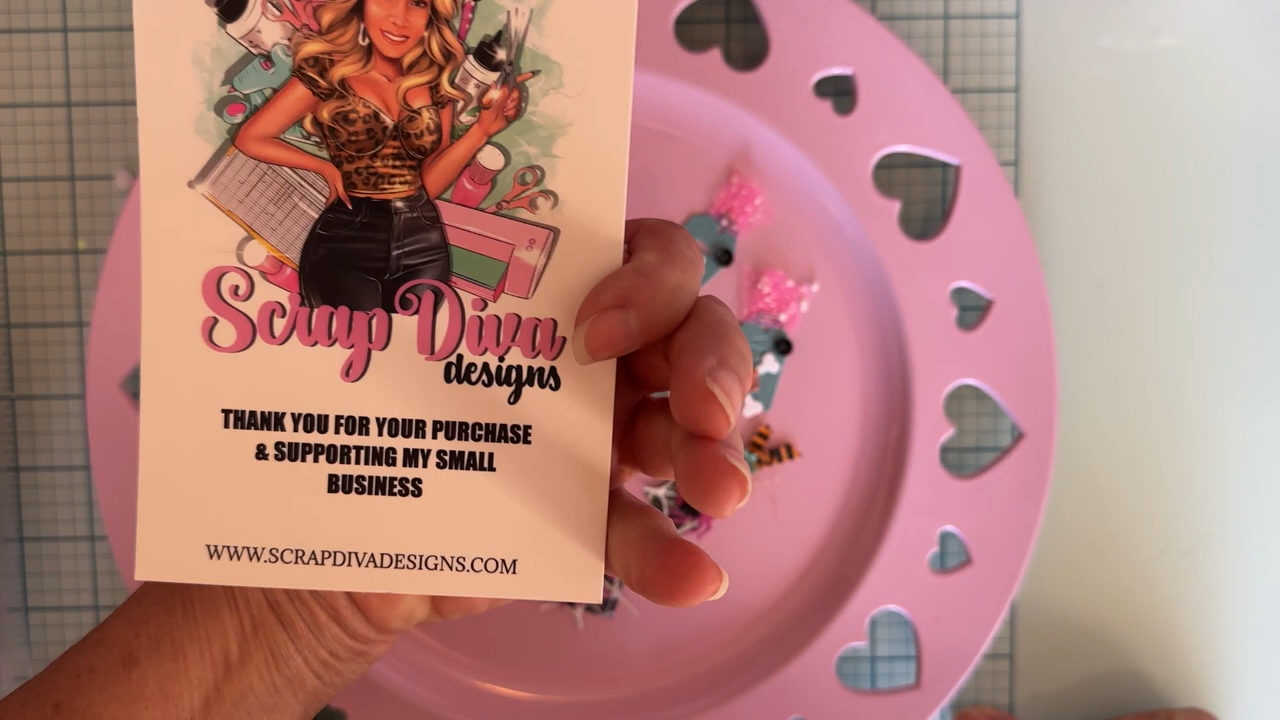 Scrap Diva
designs
THANK YOU FOR YOUR PURCHASE
& SUPPORTING MY SMALL
BUSINESS
WWW.SCRAPDIVADESIGNS.COM